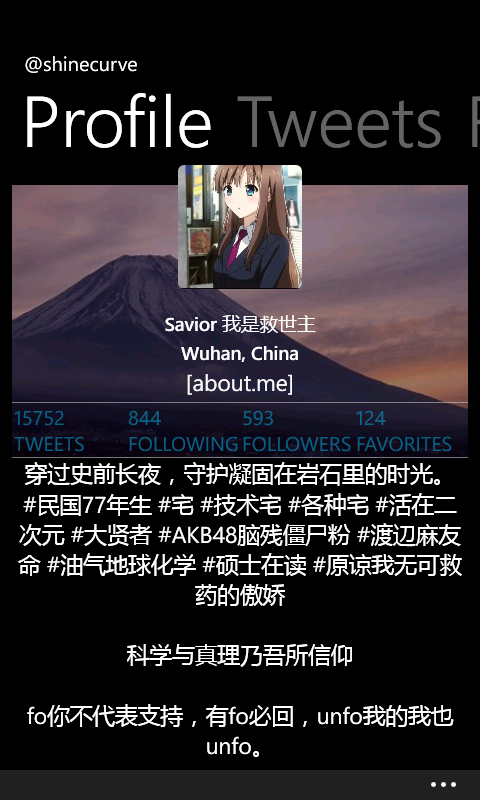 @shinecurve
Profile Tweets
Savior 我是救世主
Wuhan, China
[about.me]
15752 844 593 124
TWEETS FOLLOWING FOLLOWERS FAVORITES
穿过史前长夜，守护凝固在岩石里的时光。
#民国77年生 #宅 #技术宅 #各种宅 #活在二
次元 #大贤者 #AKB48脑残僵尸粉 #渡辺麻友
命 #油气地球化学 #硕士在读 #原谅我无可救
药的傲娇
科学与真理乃吾所信仰
fo你不代表支持，有fo必回，unfo我的我也
unfo。